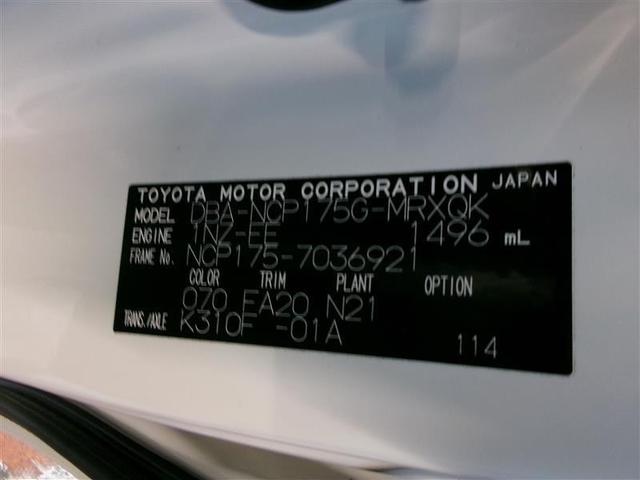 TOYOTA MOTOR CORPORATION JAPAN
MODEL DBA-NCP175G-MRXQK
ENGINE 1NZ-FE 1496 mL
FRAME No. NCP175-7036921
COLOR TRIM PLANT OPTION
070 FA20 N21
TRANS./AXLE K310F -01A
114